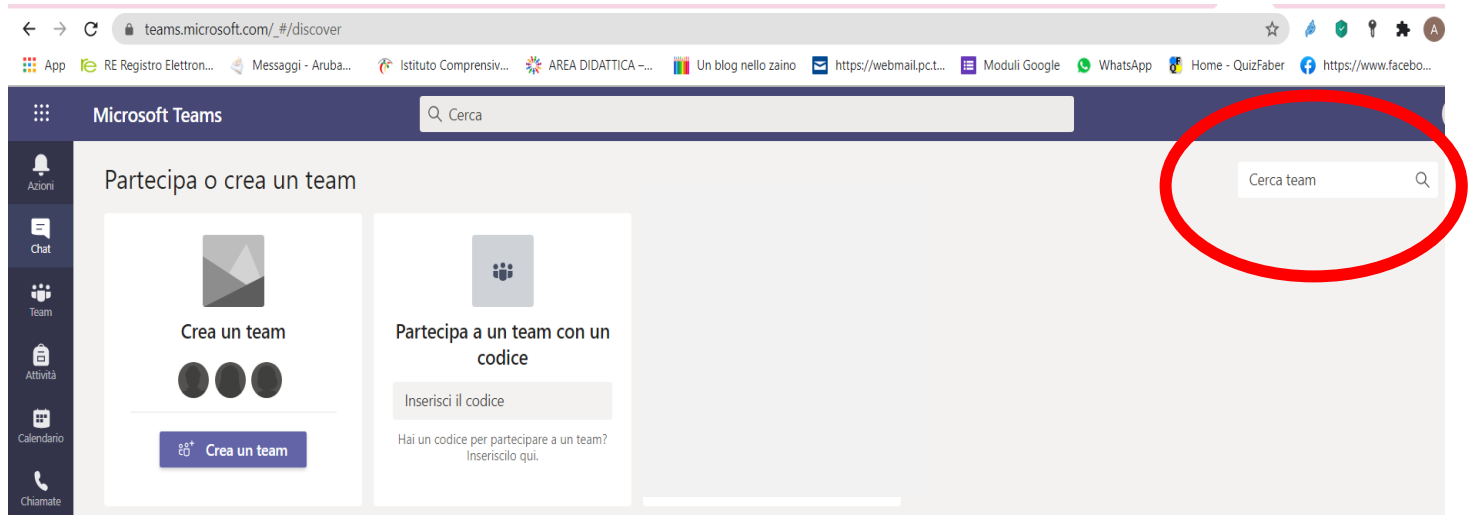 teams.microsoft.com/_#/discover
App RE Registro Elettron... Messaggi - Aruba... Istituto Comprensiv... AREA DIDATTICA –... Un blog nello zaino https://webmail.pc.t... Moduli Google WhatsApp Home - QuizFaber https://www.facebo...
A
Microsoft Teams
Cerca
Azioni
Chat
Team
Attività
Calendario
Chiamate
Partecipa o crea un team
Cerca team
Crea un team
Crea un team
Partecipa a un team con un
codice
Inserisci il codice
Hai un codice per partecipare a un team?
Inseriscilo qui.